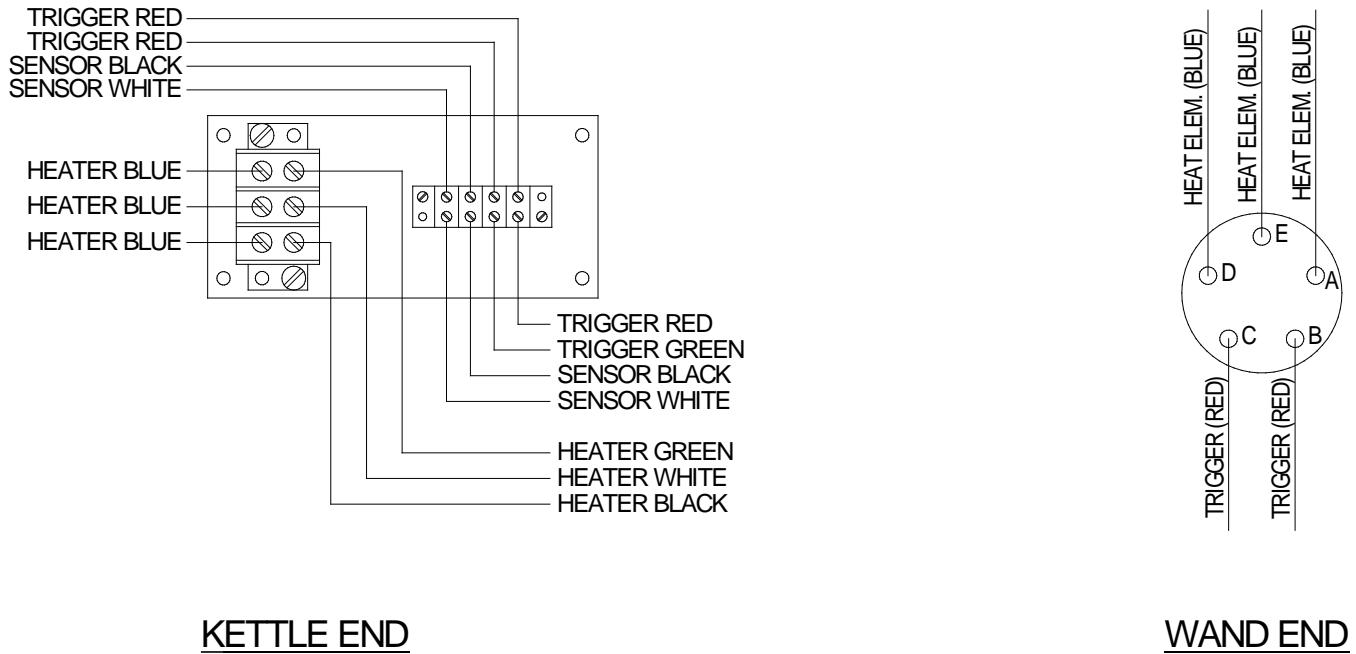 TRIGGER RED
TRIGGER RED
SENSOR BLACK
SENSOR WHITE
HEATER BLUE
HEATER BLUE
HEATER BLUE
TRIGGER RED
TRIGGER GREEN
SENSOR BLACK
SENSOR WHITE
HEATER GREEN
HEATER WHITE
HEATER BLACK
KETTLE END
HEAT ELEM. (BLUE)
HEAT ELEM. (BLUE)
HEAT ELEM. (BLUE)
E
D
A
C
B
TRIGGER (RED)
TRIGGER (RED)
WAND END